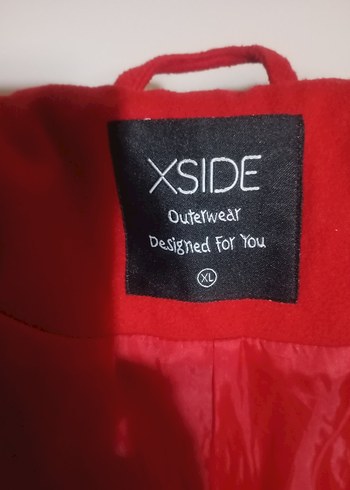 XSIDE
Outerwear
Designed For You
XL